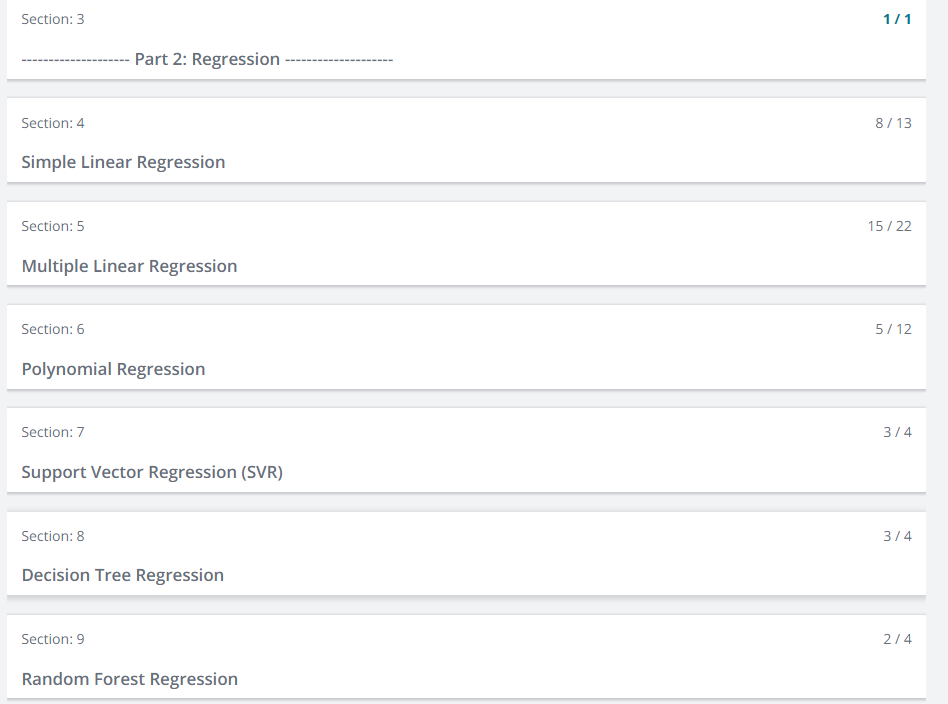 Section: 3 1 / 1
-------------------- Part 2: Regression --------------------
Section: 4 8 / 13
Simple Linear Regression
Section: 5 15 / 22
Multiple Linear Regression
Section: 6 5 / 12
Polynomial Regression
Section: 7 3 / 4
Support Vector Regression (SVR)
Section: 8 3 / 4
Decision Tree Regression
Section: 9 2 / 4
Random Forest Regression